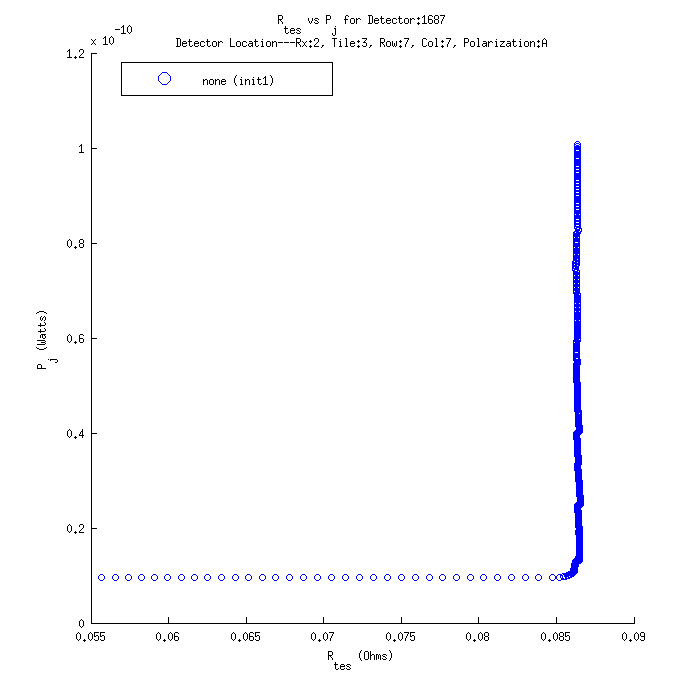 R_tes vs P_j for Detector:1687
Detector Location---Rx:2, Tile:3, Row:7, Col:7, Polarization:A
x 10^-10
none (init1)
1.2
1
0.8
0.6
0.4
0.2
0
P_j (Watts)
0.055 0.06 0.065 0.07 0.075 0.08 0.085 0.09
R_tes (Ohms)